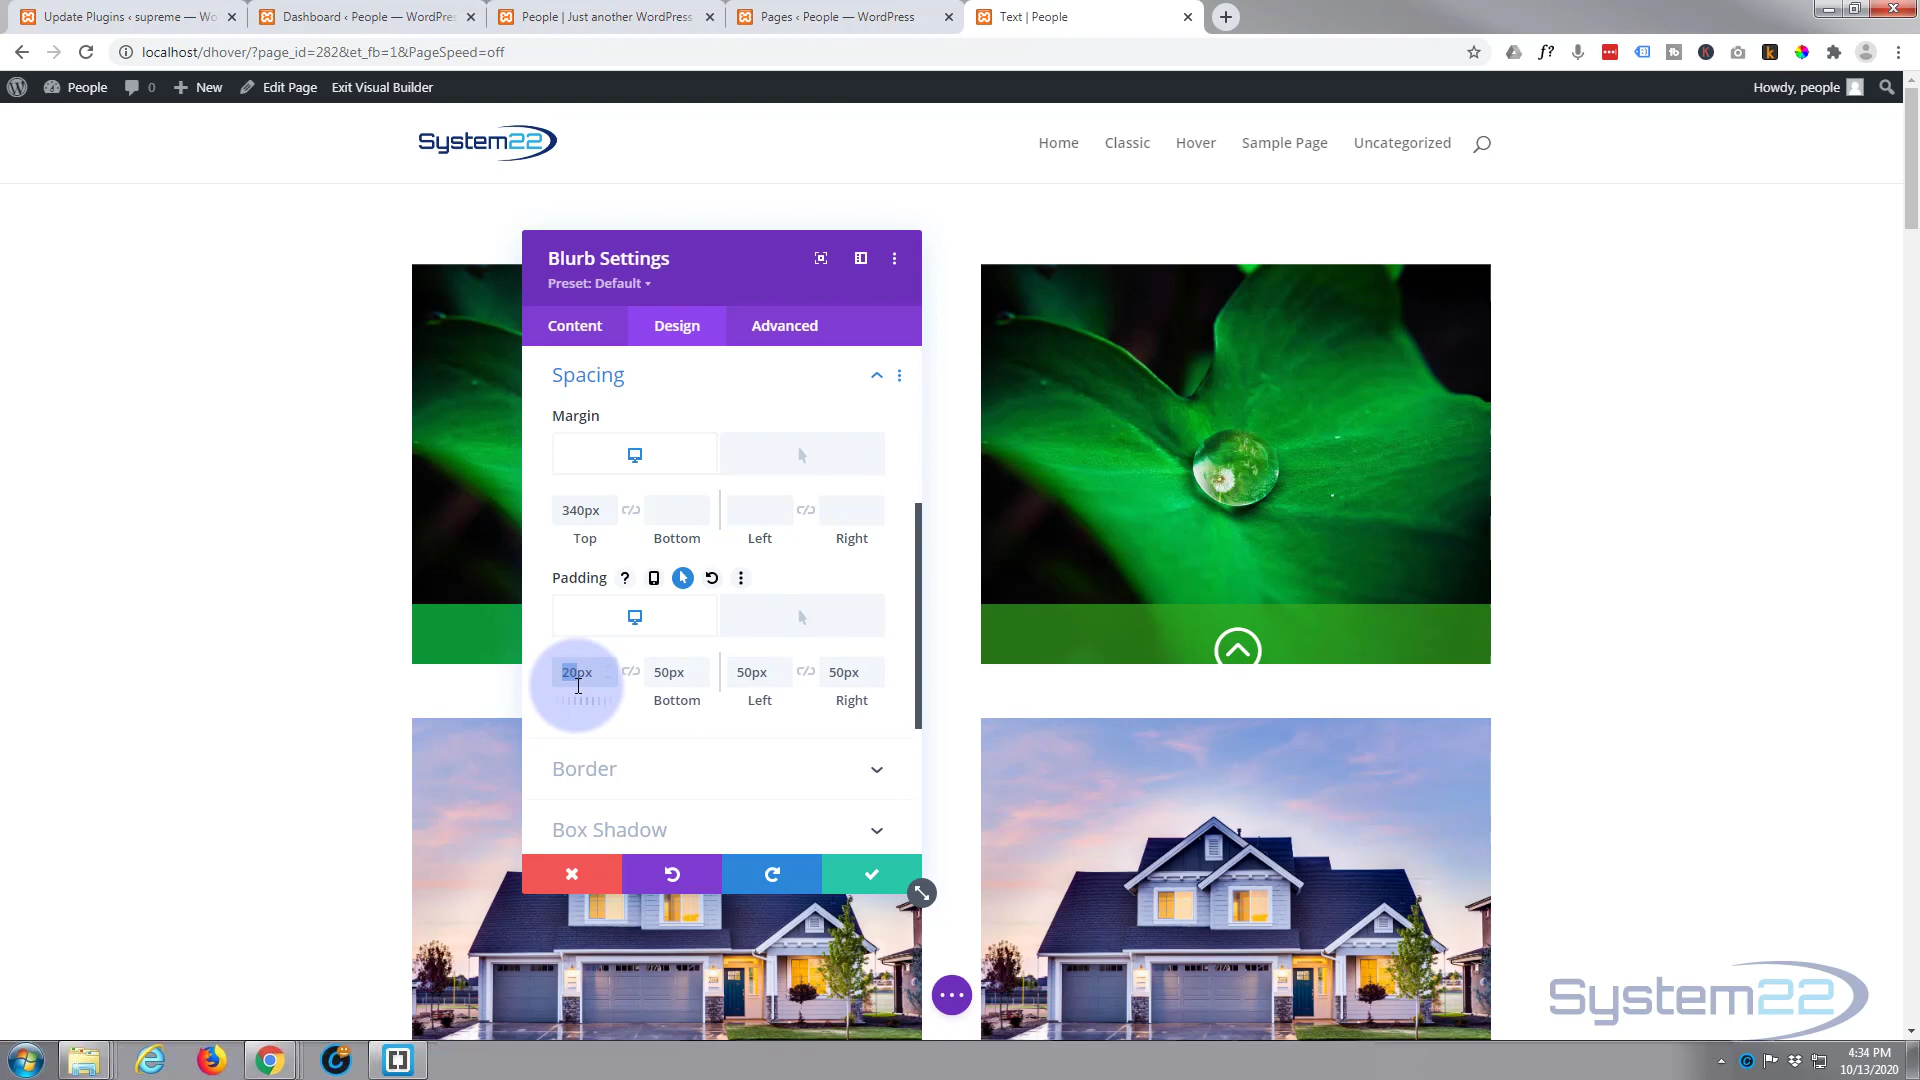 Update Plugins ‹ supreme — Wo
Dashboard ‹ People — WordPres
People | Just another WordPress
Pages ‹ People — WordPress
Text | People
localhost/dhover/?page_id=282&et_fb=1&PageSpeed=off
People
0
New
Edit Page
Exit Visual Builder
Howdy, people
System22
Home
Classic
Hover
Sample Page
Uncategorized
Blurb Settings
Preset: Default
Content
Design
Advanced
Spacing
Margin
340px
Top
Bottom
Left
Right
Padding
20px
50px
50px
50px
Bottom
Left
Right
Border
Box Shadow
System22
4:34 PM
10/13/2020